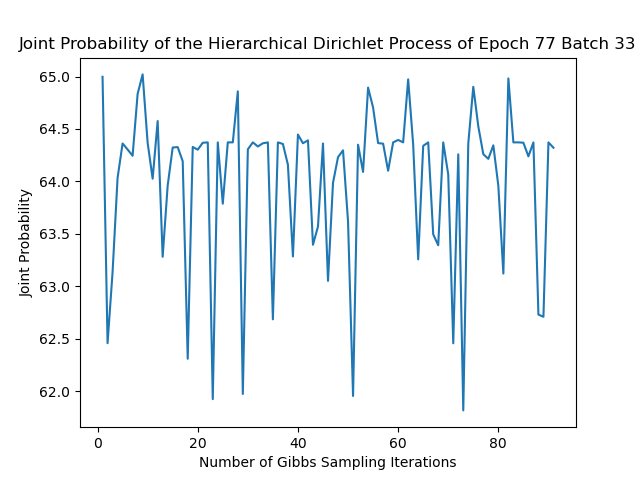 Joint Probability of the Hierarchical Dirichlet Process of Epoch 77 Batch 33
65.0
64.5
64.0
63.5
63.0
62.5
62.0
Joint Probability
0 20 40 60 80
Number of Gibbs Sampling Iterations